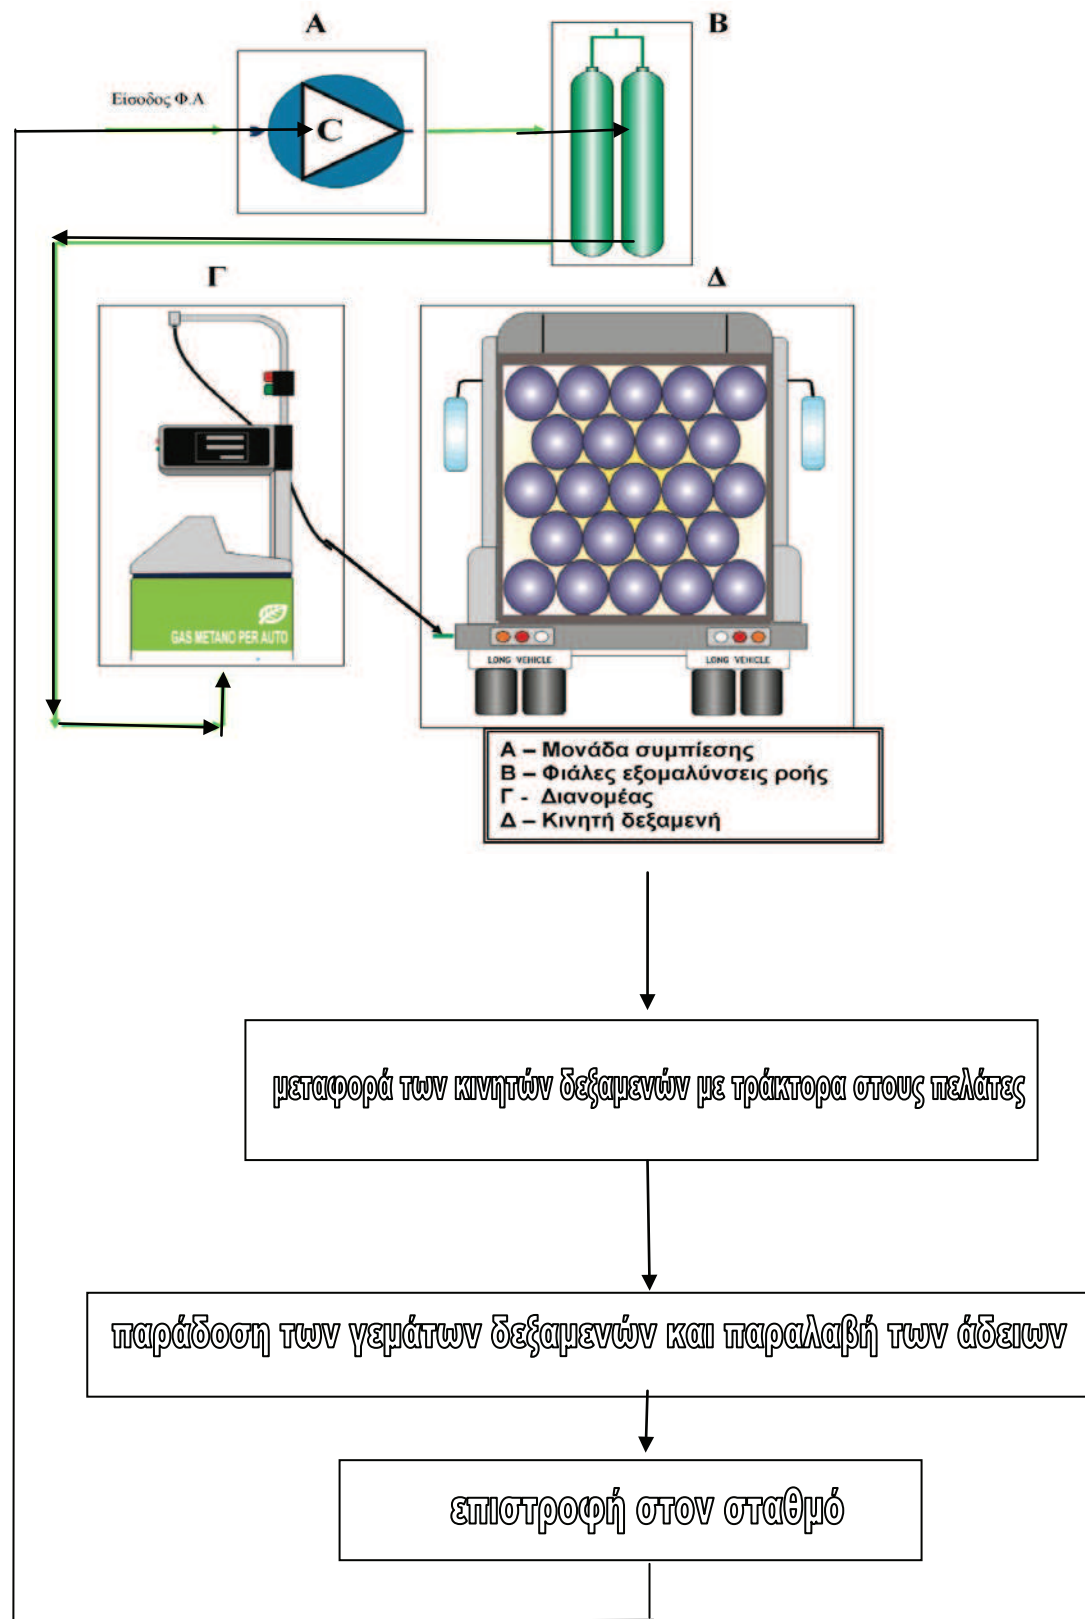 Α
Β
Είσοδος Φ.Α
C
Γ
Δ
GAS METANO PER AUTO
LONG VEHICLE
LONG VEHICLE
Α – Μονάδα συμπίεσης
Β – Φιάλες εξομαλύνσεις ροής
Γ - Διανομέας
Δ – Κινητή δεξαμενή
μεταφορά των κινητών δεξαμενών με τράκτορα στους πελάτες
παράδοση των γεμάτων δεξαμενών και παραλαβή των άδειων
επιστροφή στον σταθμό